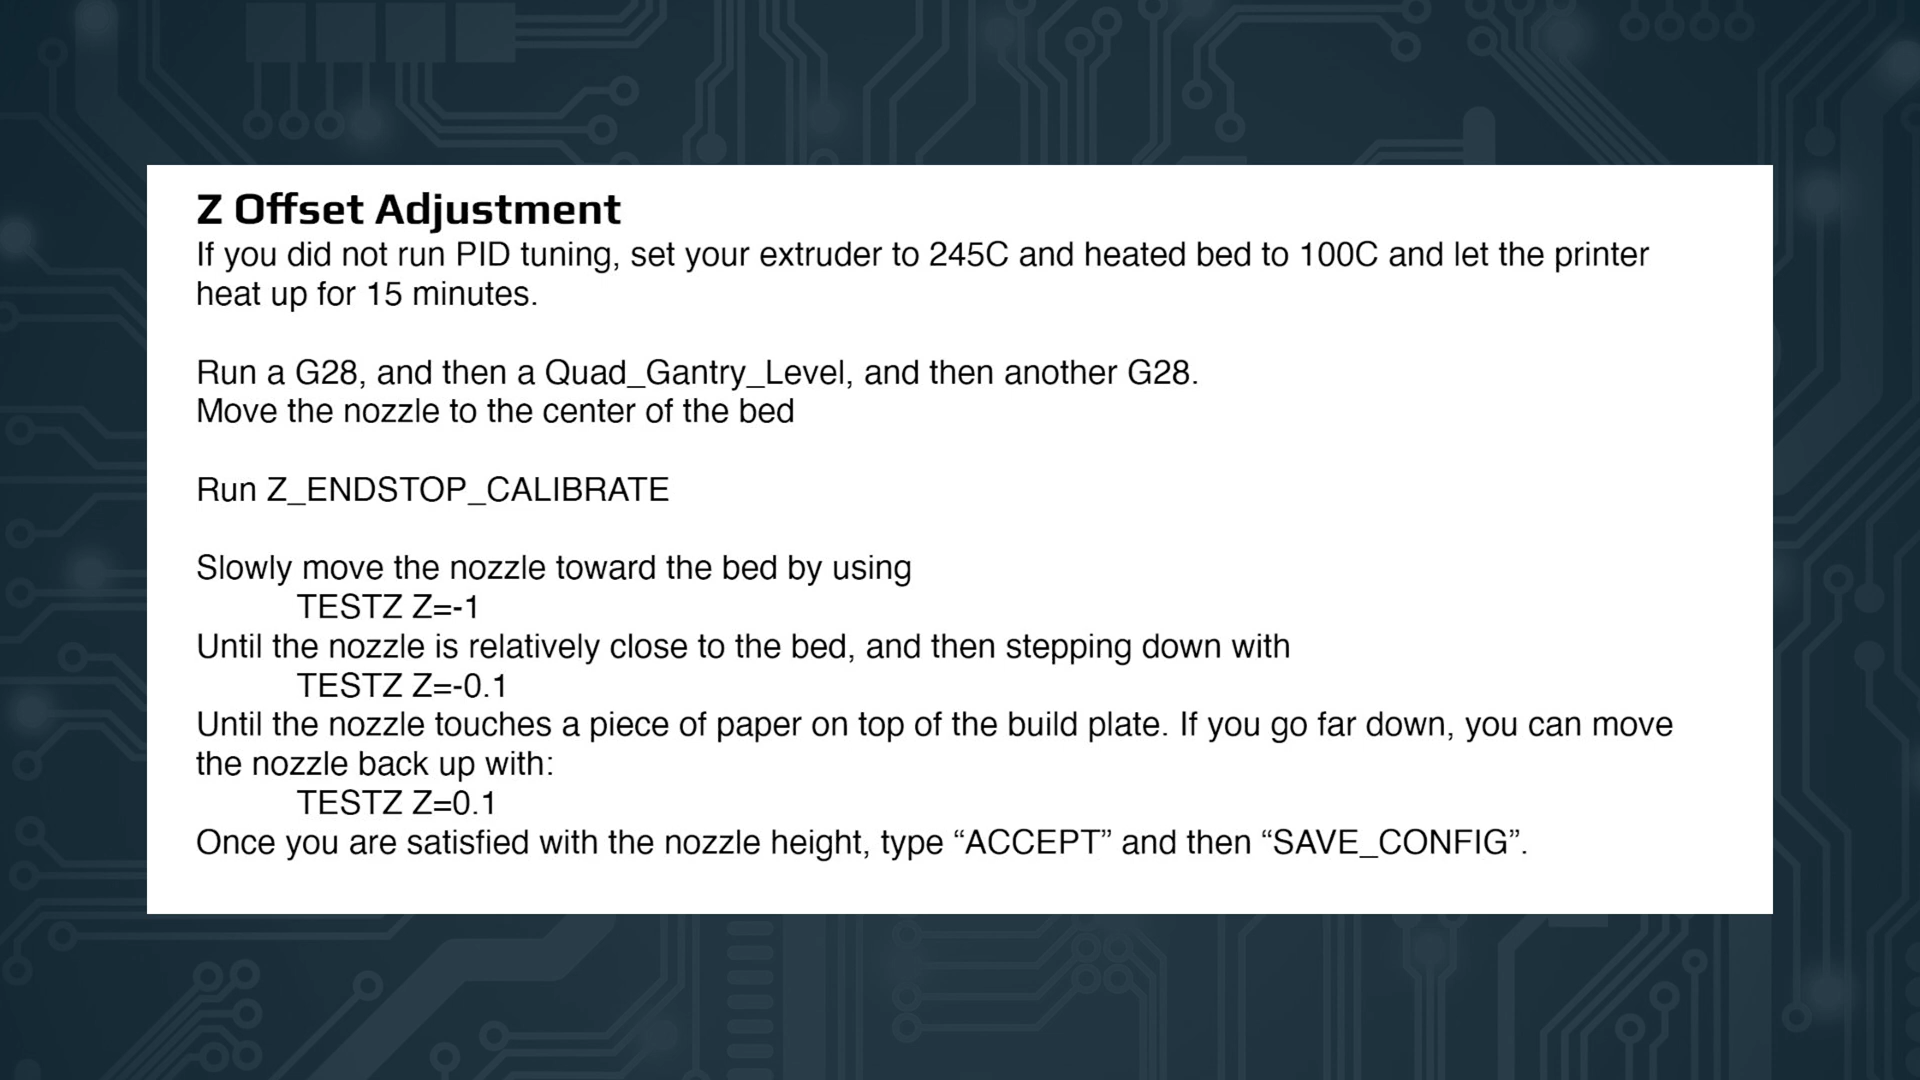 Z Offset Adjustment
If you did not run PID tuning, set your extruder to 245C and heated bed to 100C and let the printer
heat up for 15 minutes.
Run a G28, and then a Quad_Gantry_Level, and then another G28.
Move the nozzle to the center of the bed
Run Z_ENDSTOP_CALIBRATE
Slowly move the nozzle toward the bed by using
TESTZ Z=-1
Until the nozzle is relatively close to the bed, and then stepping down with
TESTZ Z=-0.1
Until the nozzle touches a piece of paper on top of the build plate. If you go far down, you can move
the nozzle back up with:
TESTZ Z=0.1
Once you are satisfied with the nozzle height, type “ACCEPT” and then “SAVE_CONFIG”.